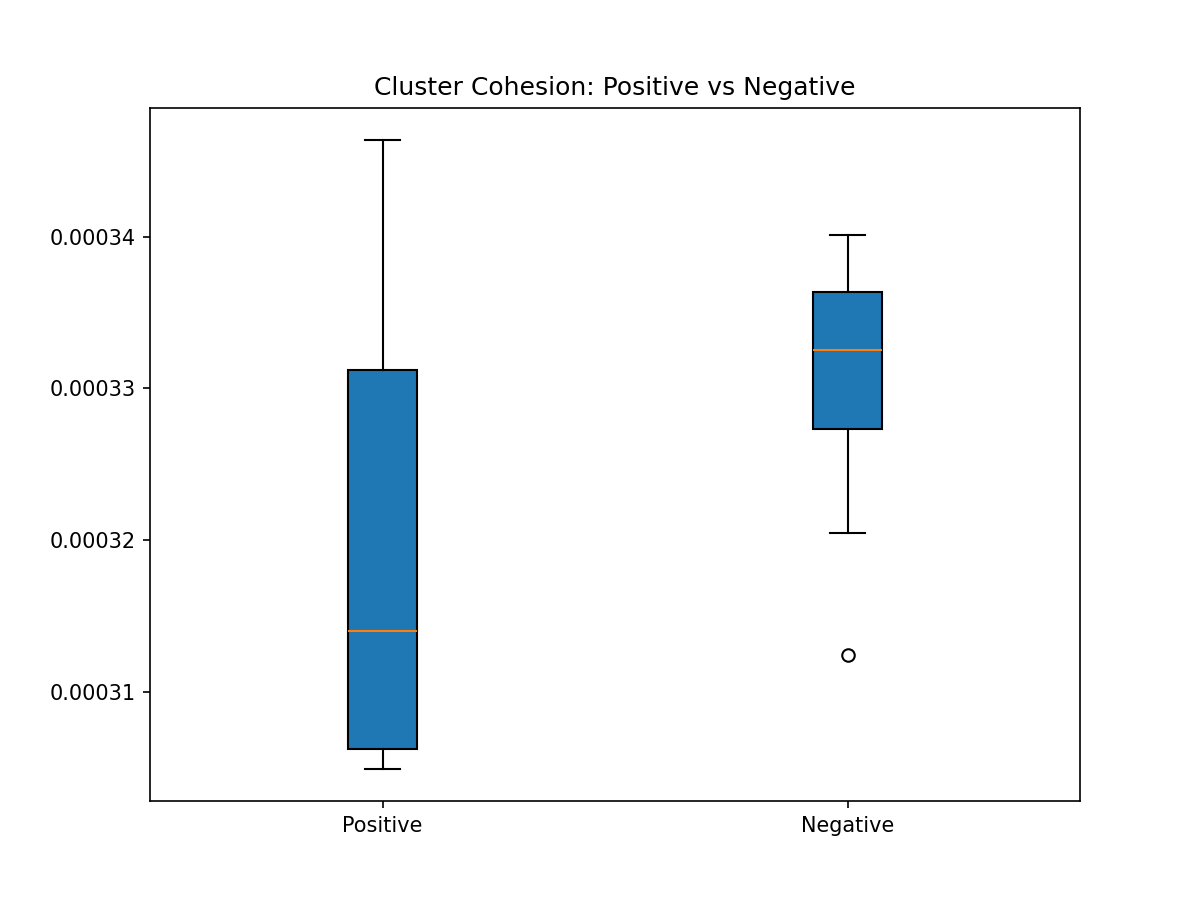 Cluster Cohesion: Positive vs Negative
0.00034
0.00033
0.00032
0.00031
Positive
Negative